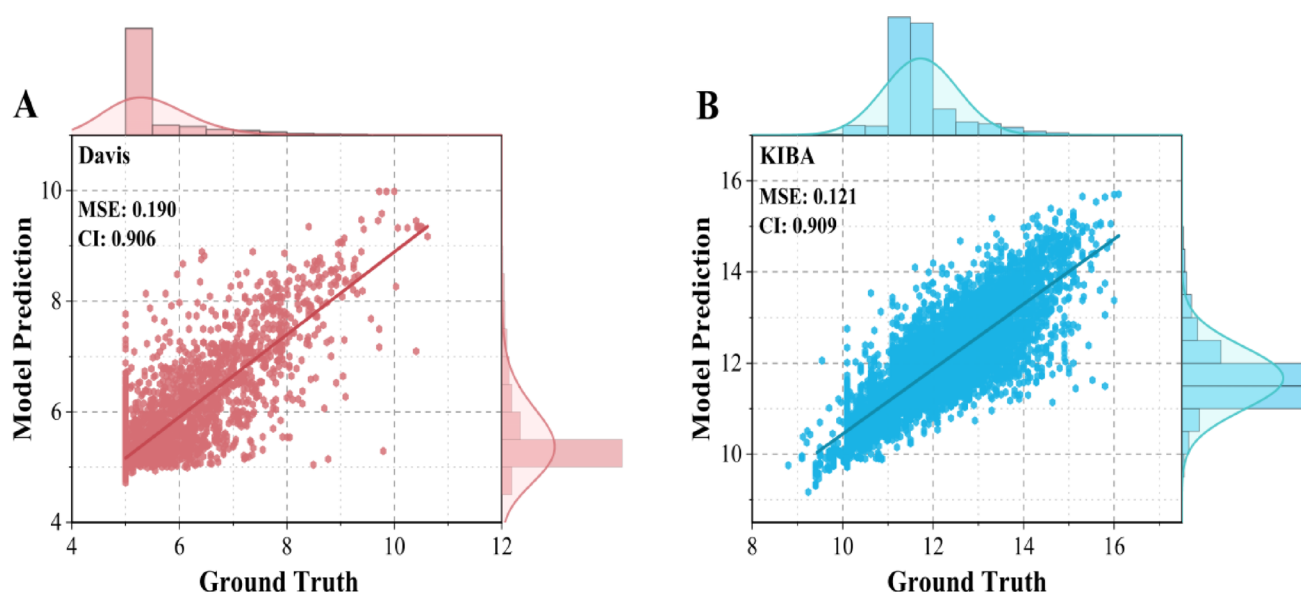 A
Davis
MSE: 0.190
CI: 0.906
Model Prediction
10
8
6
4
4 6 8 10 12
Ground Truth
B
KIBA
MSE: 0.121
CI: 0.909
Model Prediction
16
14
12
10
8 10 12 14 16
Ground Truth